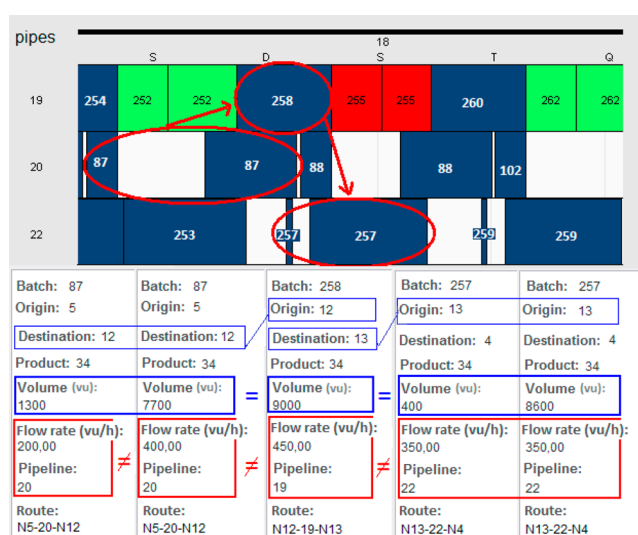 pipes
18
S D S T Q
19 254 252 252 258 255 255 260 262 262
20 87 87 88 88 102
22 253 257 257 259 259
Batch: 87 Batch: 87 Batch: 258 Batch: 257 Batch: 257
Origin: 5 Origin: 5 Origin: 12 Origin: 13 Origin: 13
Destination: 12 Destination: 12 Destination: 13 Destination: 4 Destination: 4
Product: 34 Product: 34 Product: 34 Product: 34 Product: 34
Volume (vu): Volume (vu): Volume (vu): Volume (vu): Volume (vu):
1300 7700 = 9000 = 400 8600
Flow rate (vu/h): Flow rate (vu/h): Flow rate (vu/h): Flow rate (vu/h): Flow rate (vu/h):
200,00 400,00 450,00 350,00 350,00
Pipeline: ≠ Pipeline: ≠ Pipeline: ≠ Pipeline: Pipeline:
20 20 19 22 22
Route: Route: Route: Route: Route:
N5-20-N12 N5-20-N12 N12-19-N13 N13-22-N4 N13-22-N4